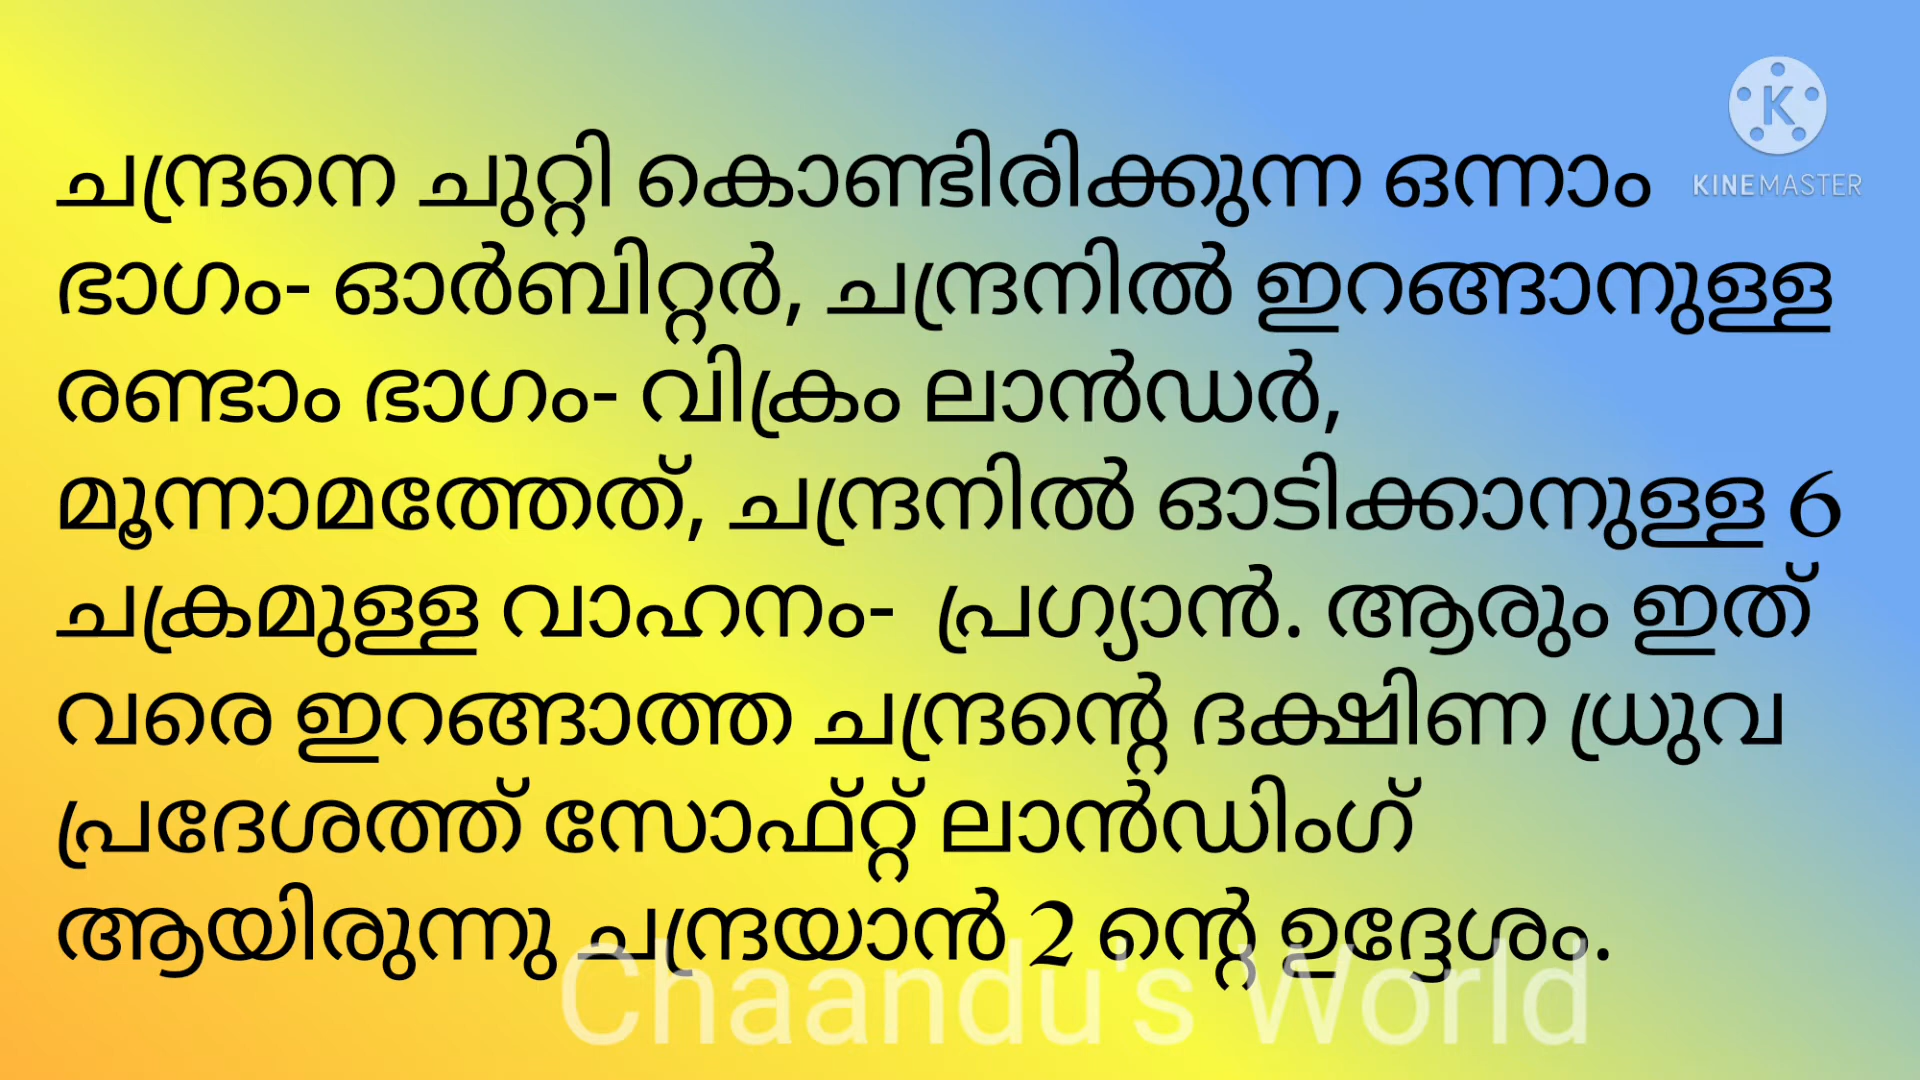 ചന്ദ്രനെ ചുറ്റി കൊണ്ടിരിക്കുന്ന ഒന്നാം
ഭാഗം- ഓർബിറ്റർ, ചന്ദ്രനിൽ ഇറങ്ങാനുള്ള
രണ്ടാം ഭാഗം- വിക്രം ലാൻഡർ,
മൂന്നാമത്തേത്, ചന്ദ്രനിൽ ഓടിക്കാനുള്ള 6
ചക്രമുള്ള വാഹനം-  പ്രഗ്യാൻ. ആരും ഇത്
വരെ ഇറങ്ങാത്ത ചന്ദ്രന്റെ ദക്ഷിണ ധ്രുവ
പ്രദേശത്ത് സോഫ്റ്റ് ലാൻഡിംഗ്
ആയിരുന്നു ചന്ദ്രയാൻ 2 ന്റെ ഉദ്ദേശം.
Chaandu's World
K
KINEMASTER